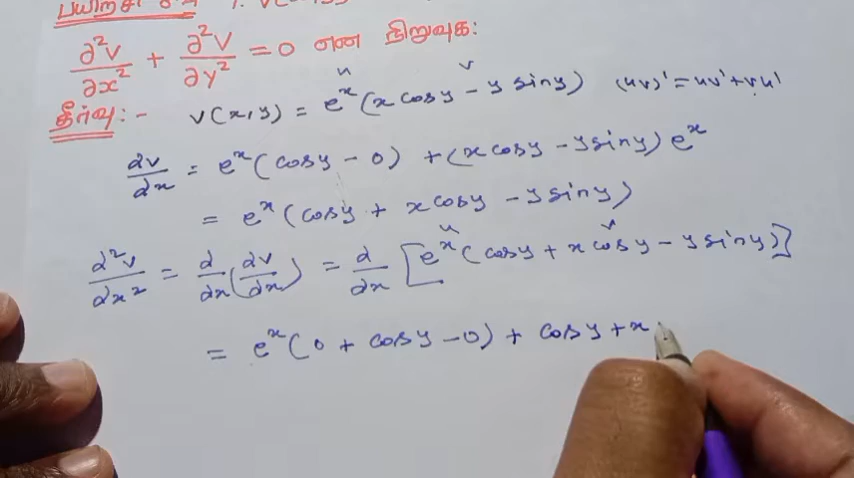 பயிற்சி
∂²V/∂x² + ∂²V/∂y² = 0 என நிறுவுக:
தீர்வு:- V(x,y) = e^x (x cosy - y siny) (uv)' = uv' + vu'
u v
dv/dx = e^x (cosy - 0) + (x cosy - y siny) e^x
= e^x (cosy + x cosy - y siny)
u v
d²v/dx² = d/dx (dv/dx) = d/dx [e^x (cosy + x cosy - y siny)]
= e^x (0 + cosy - 0) + cosy + x